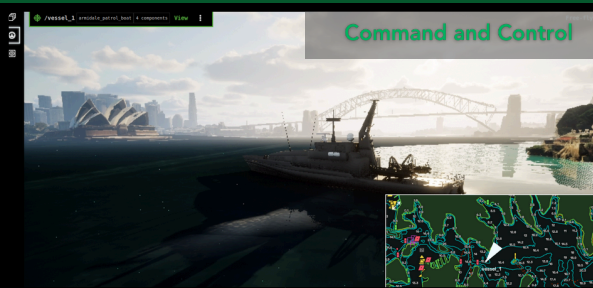 /vessel_1 armidale_patrol_boat 4 components View
Command and Control
vessel_1